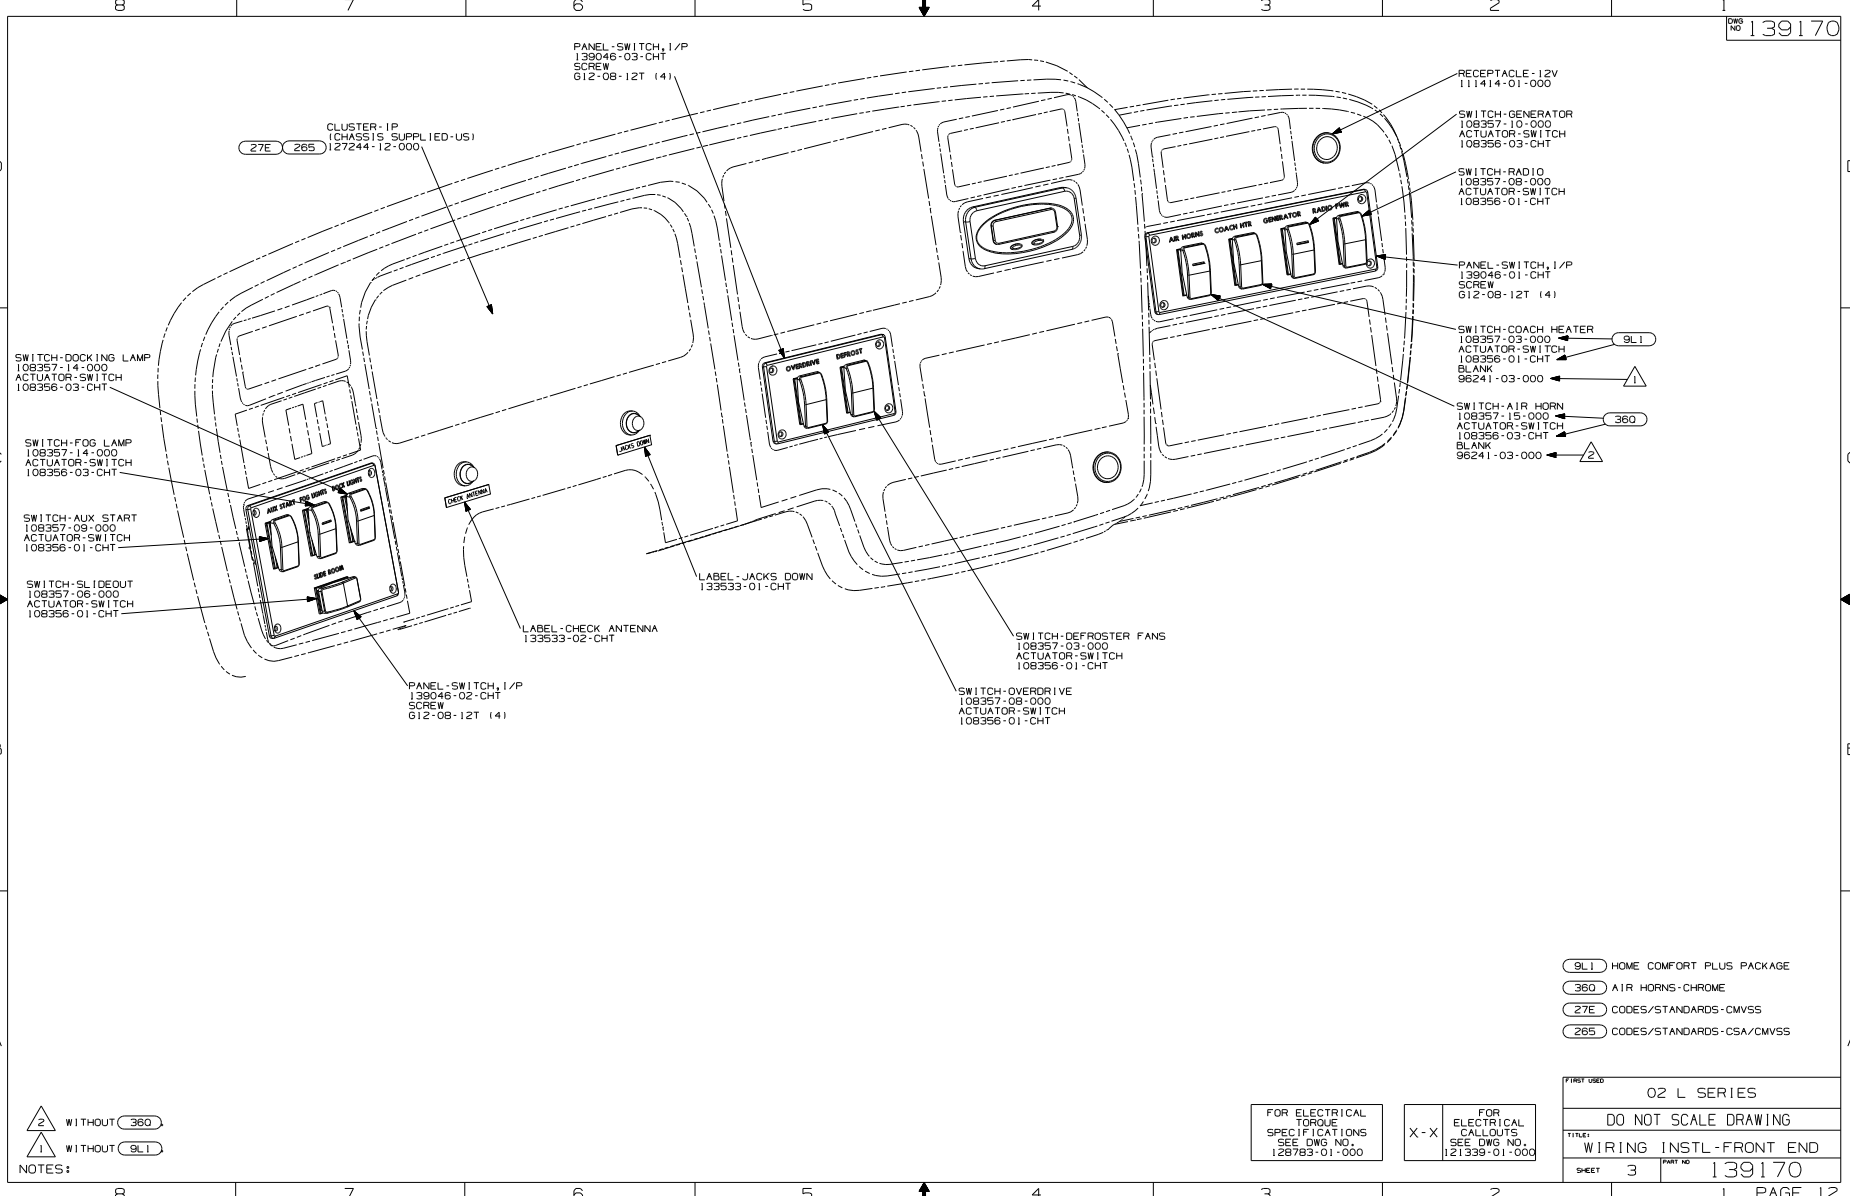 8 7 6 5 4 3 2 1
DWG NO 139170
PANEL-SWITCH,I/P
139046-03-CHT
SCREW
G12-08-12T (4)
CLUSTER-IP
(CHASSIS SUPPLIED-US)
27E 265 127244-12-000
RECEPTACLE-12V
111414-01-000
SWITCH-GENERATOR
108357-10-000
ACTUATOR-SWITCH
108356-03-CHT
SWITCH-RADIO
108357-08-000
ACTUATOR-SWITCH
108356-01-CHT
AIR HORNS COACH HTR GENERATOR RADIO PWR
PANEL-SWITCH,I/P
139046-01-CHT
SCREW
G12-08-12T (4)
SWITCH-COACH HEATER
108357-03-000 9L1
ACTUATOR-SWITCH
108356-01-CHT
BLANK
96241-03-000 1
SWITCH-AIR HORN
108357-15-000 36Q
ACTUATOR-SWITCH
108356-03-CHT
BLANK
96241-03-000 2
OVERDRIVE DEFROST
SWITCH-DOCKING LAMP
108357-14-000
ACTUATOR-SWITCH
108356-03-CHT
SWITCH-FOG LAMP
108357-14-000
ACTUATOR-SWITCH
108356-03-CHT
SWITCH-AUX START
108357-09-000
ACTUATOR-SWITCH
108356-01-CHT
SWITCH-SLIDEOUT
108357-06-000
ACTUATOR-SWITCH
108356-01-CHT
AUX START FOG LIGHTS DOCK LIGHTS
SLIDE ROOM
JACKS DOWN
CHECK ANTENNA
LABEL-JACKS DOWN
133533-01-CHT
LABEL-CHECK ANTENNA
133533-02-CHT
PANEL-SWITCH,I/P
139046-02-CHT
SCREW
G12-08-12T (4)
SWITCH-DEFROSTER FANS
108357-03-000
ACTUATOR-SWITCH
108356-01-CHT
SWITCH-OVERDRIVE
108357-08-000
ACTUATOR-SWITCH
108356-01-CHT
9L1 HOME COMFORT PLUS PACKAGE
36Q AIR HORNS-CHROME
27E CODES/STANDARDS-CMVSS
265 CODES/STANDARDS-CSA/CMVSS
2 WITHOUT 36Q.
1 WITHOUT 9L1.
NOTES:
FOR ELECTRICAL
TORQUE
SPECIFICATIONS
SEE DWG NO.
128783-01-000
X-X
FOR
ELECTRICAL
CALLOUTS
SEE DWG NO.
121339-01-000
FIRST USED
02 L SERIES
DO NOT SCALE DRAWING
TITLE:
WIRING INSTL-FRONT END
SHEET 3 PART NO 139170
8 7 6 5 4 3 2 1 PAGE 12